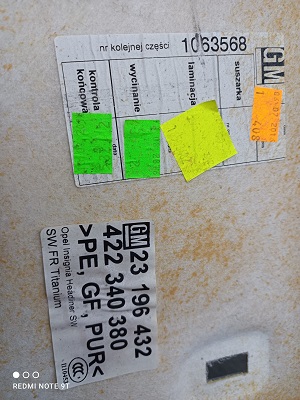 nr kolejnej części 1063568
GM
suszarka
laminacja
wycinanie
kontrola
końcowa
GM 23 196 432
422 340 380
>PE, GF, PUR<
Opel Insignia Headliner SW
SW FR Titanium
CCC
REDMI NOTE 9T